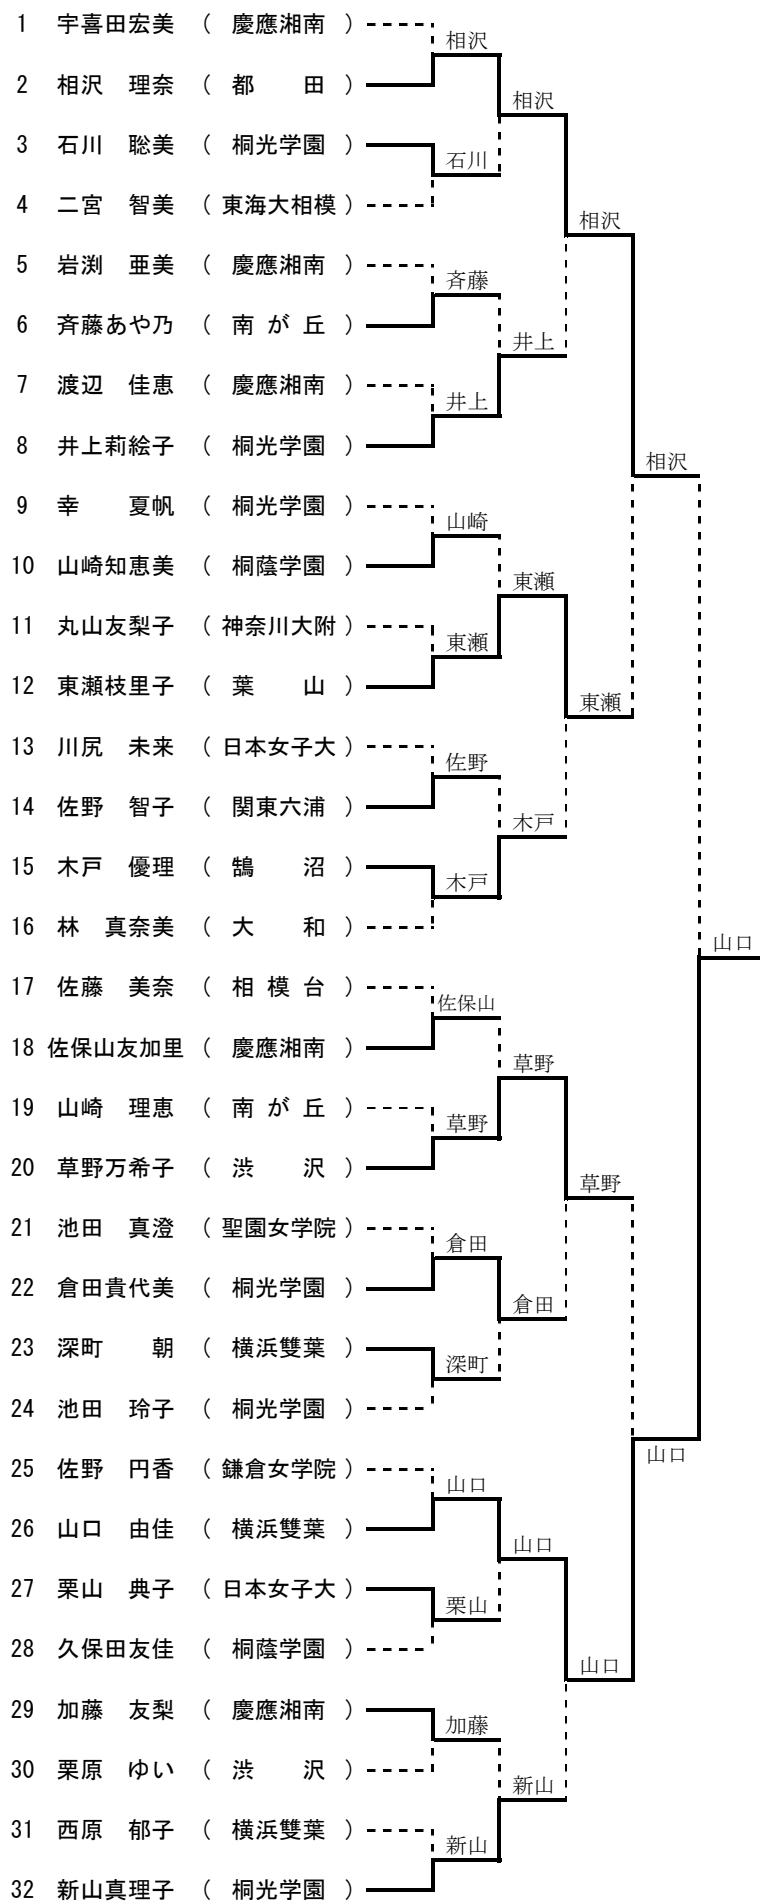 1 宇喜田宏美 （ 慶應湘南 ）
相沢
2 相沢　理奈 （ 都　　田 ）
相沢
3 石川　聡美 （ 桐光学園 ）
石川
4 二宮　智美 （ 東海大相模 ）
相沢
5 岩渕　亜美 （ 慶應湘南 ）
斉藤
6 斉藤あや乃 （ 南 が 丘 ）
井上
7 渡辺　佳恵 （ 慶應湘南 ）
井上
8 井上莉絵子 （ 桐光学園 ）
相沢
9 幸　　夏帆 （ 桐光学園 ）
山崎
10 山崎知恵美 （ 桐蔭学園 ）
東瀬
11 丸山友梨子 （ 神奈川大附 ）
東瀬
12 東瀬枝里子 （ 葉　　山 ）
東瀬
13 川尻　未来 （ 日本女子大 ）
佐野
14 佐野　智子 （ 関東六浦 ）
木戸
15 木戸　優理 （ 鵠　　沼 ）
木戸
16 林　真奈美 （ 大　　和 ）
山口
17 佐藤　美奈 （ 相 模 台 ）
佐保山
18 佐保山友加里 （ 慶應湘南 ）
草野
19 山崎　理恵 （ 南 が 丘 ）
草野
20 草野万希子 （ 渋　　沢 ）
草野
21 池田　真澄 （ 聖園女学院 ）
倉田
22 倉田貴代美 （ 桐光学園 ）
倉田
23 深町　　朝 （ 横浜雙葉 ）
深町
24 池田　玲子 （ 桐光学園 ）
山口
25 佐野　円香 （ 鎌倉女学院 ）
山口
26 山口　由佳 （ 横浜雙葉 ）
山口
27 栗山　典子 （ 日本女子大 ）
栗山
28 久保田友佳 （ 桐蔭学園 ）
山口
29 加藤　友梨 （ 慶應湘南 ）
加藤
30 栗原　ゆい （ 渋　　沢 ）
新山
31 西原　郁子 （ 横浜雙葉 ）
新山
32 新山真理子 （ 桐光学園 ）